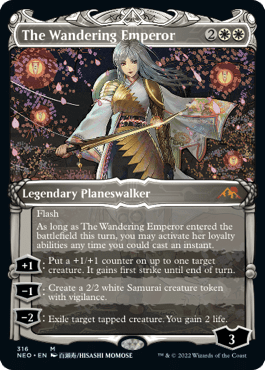 The Wandering Emperor 2
Legendary Planeswalker
Flash
As long as The Wandering Emperor entered the
battlefield this turn, you may activate her loyalty
abilities any time you could cast an instant.
+1: Put a +1/+1 counter on up to one target
creature. It gains first strike until end of turn.
−1: Create a 2/2 white Samurai creature token
with vigilance.
−2: Exile target tapped creature. You gain 2 life.
3
316 M
NEO • EN 百瀬寿/HISASHI MOMOSE
™ & © 2022 Wizards of the Coast